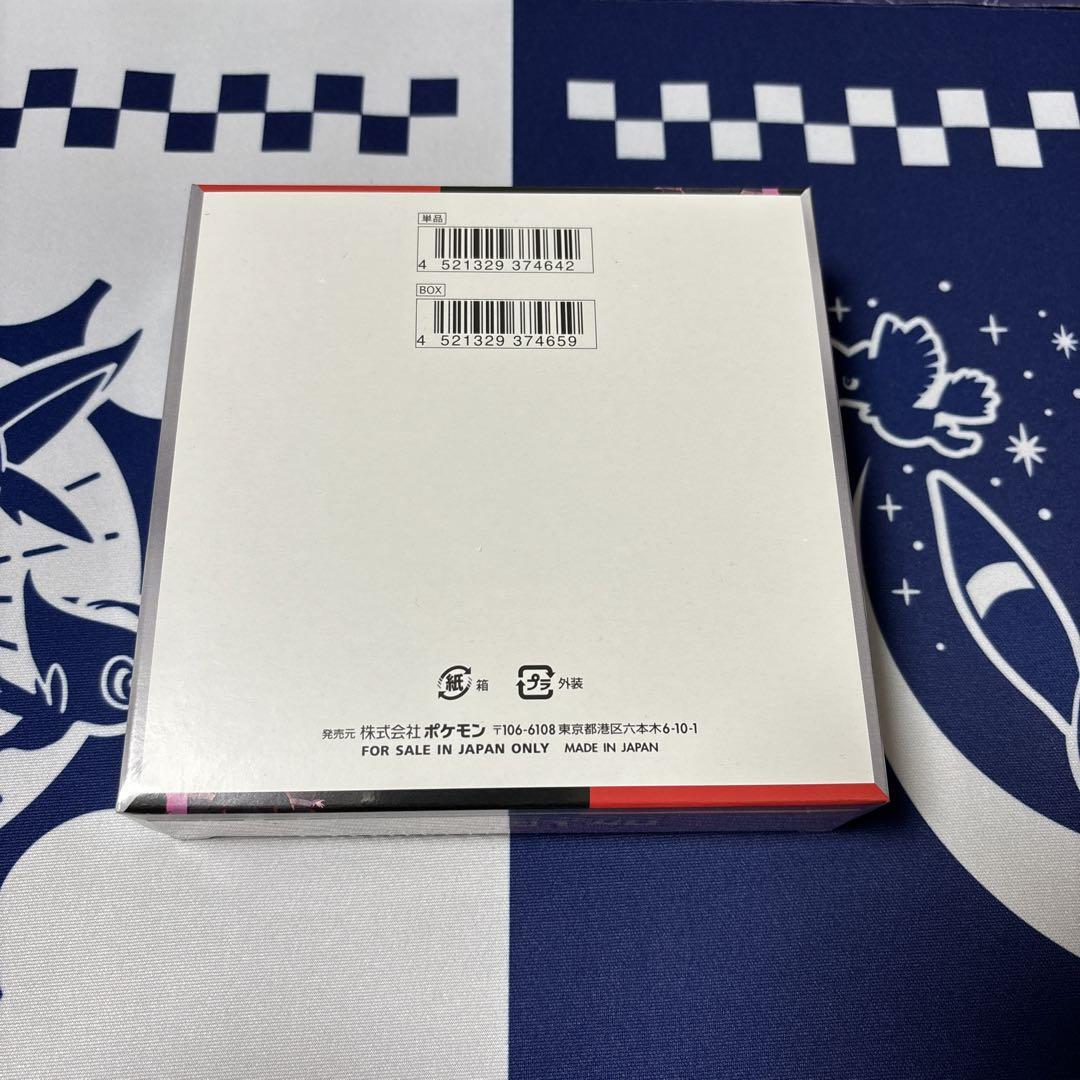 単品
4 521329 374642
BOX
4 521329 374659
紙 箱 プラ 外装
発売元 株式会社 ポケモン 〒106-6108 東京都港区六本木6-10-1
FOR SALE IN JAPAN ONLY MADE IN JAPAN